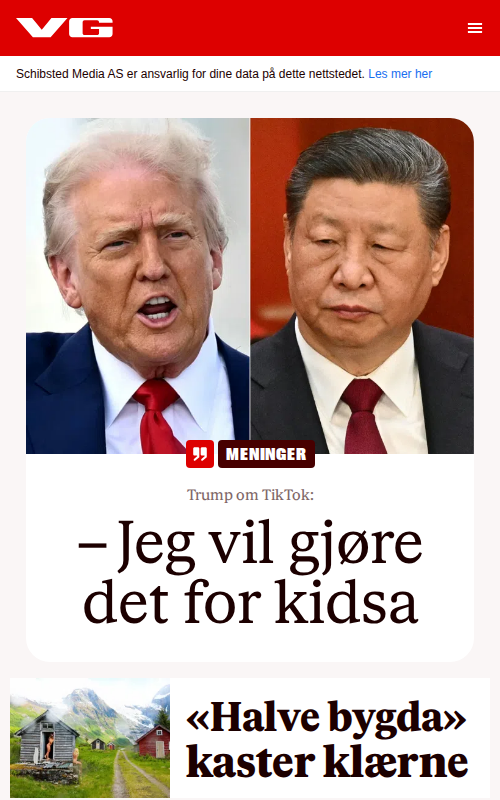 VG
Schibsted Media AS er ansvarlig for dine data på dette nettstedet. Les mer her
MENINGER
Trump om TikTok:
– Jeg vil gjøre
det for kidsa
«Halve bygda»
kaster klærne